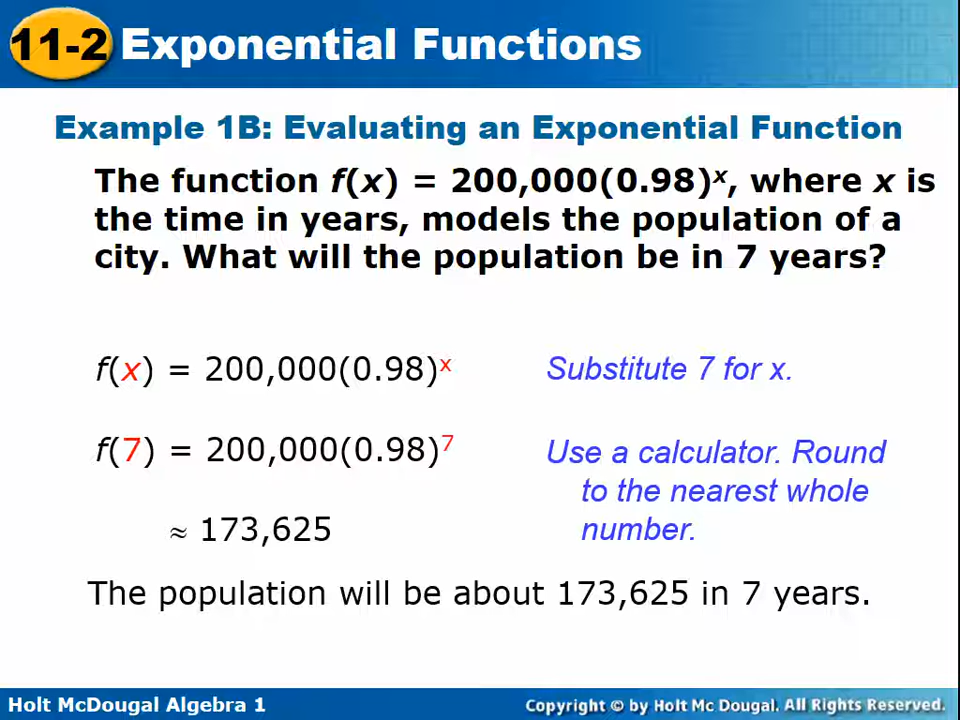 11-2 Exponential Functions
Example 1B: Evaluating an Exponential Function
The function f(x) = 200,000(0.98)ˣ, where x is
the time in years, models the population of a
city. What will the population be in 7 years?
f(x) = 200,000(0.98)ˣ Substitute 7 for x.
f(7) = 200,000(0.98)⁷ Use a calculator. Round
to the nearest whole
≈ 173,625 number.
The population will be about 173,625 in 7 years.
Holt McDougal Algebra 1 Copyright © by Holt Mc Dougal. All Rights Reserved.